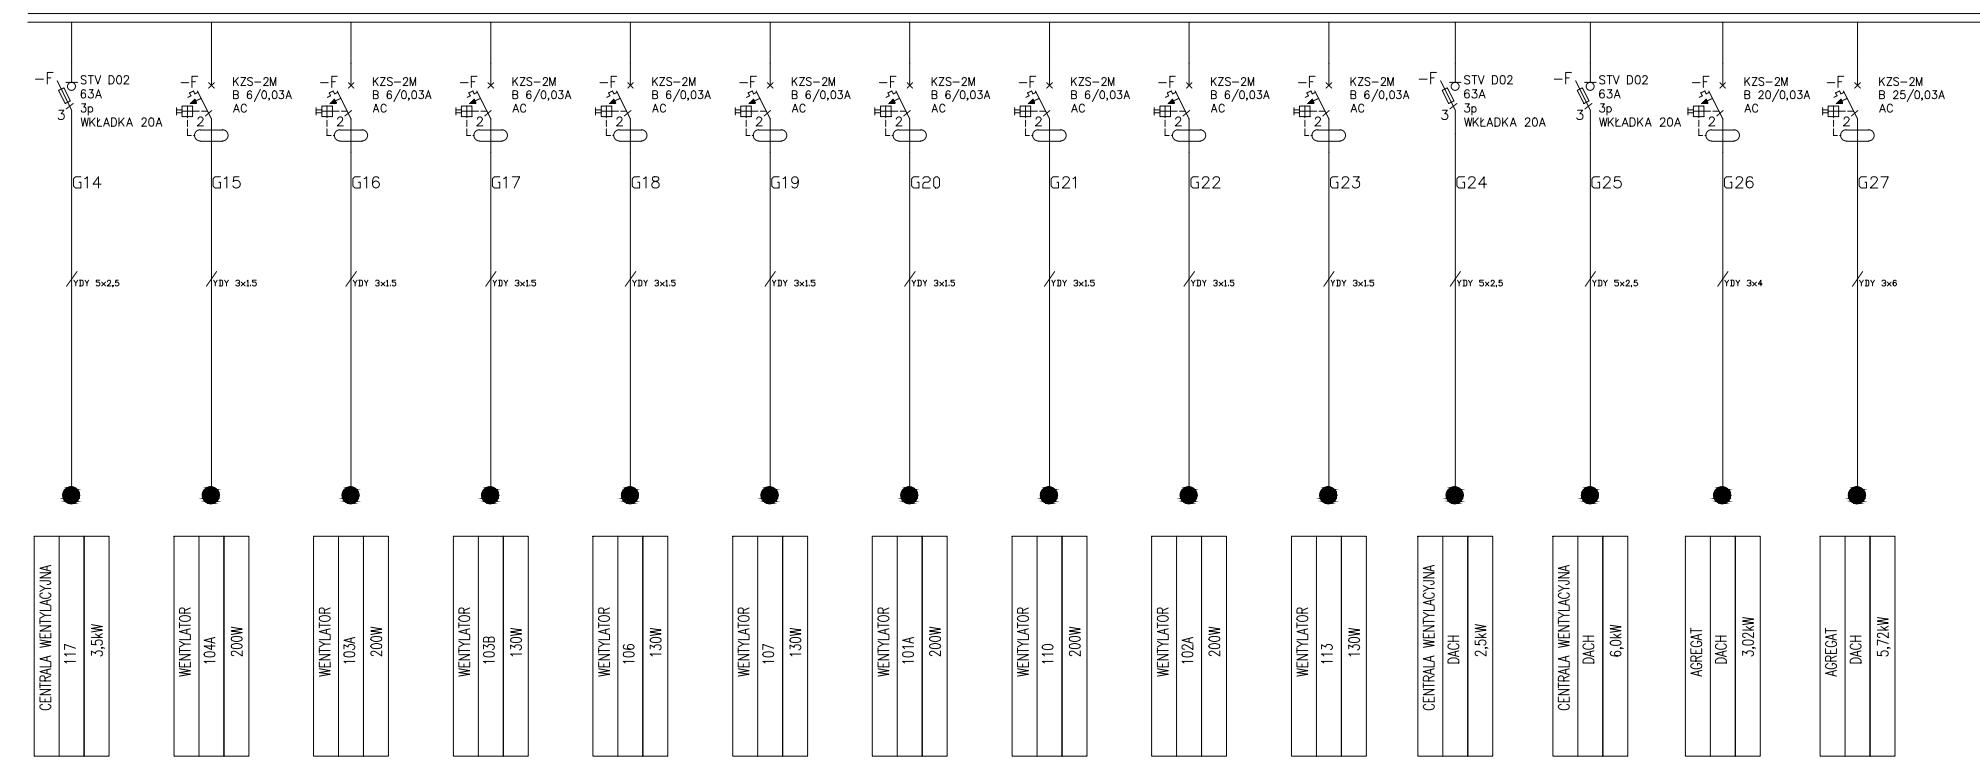 -F
STV D02
63A
3p
3
WKŁADKA 20A
G14
YDY 5x2,5
CENTRALA WENTYLACYJNA
117
3,5kW
-F
KZS-2M
B 6/0,03A
AC
2
G15
YDY 3x1.5
WENTYLATOR
104A
200W
-F
KZS-2M
B 6/0,03A
AC
2
G16
YDY 3x1.5
WENTYLATOR
103A
200W
-F
KZS-2M
B 6/0,03A
AC
2
G17
YDY 3x1.5
WENTYLATOR
103B
130W
-F
KZS-2M
B 6/0,03A
AC
2
G18
YDY 3x1.5
WENTYLATOR
106
130W
-F
KZS-2M
B 6/0,03A
AC
2
G19
YDY 3x1.5
WENTYLATOR
107
130W
-F
KZS-2M
B 6/0,03A
AC
2
G20
YDY 3x1.5
WENTYLATOR
101A
200W
-F
KZS-2M
B 6/0,03A
AC
2
G21
YDY 3x1.5
WENTYLATOR
110
200W
-F
KZS-2M
B 6/0,03A
AC
2
G22
YDY 3x1.5
WENTYLATOR
102A
200W
-F
KZS-2M
B 6/0,03A
AC
2
G23
YDY 3x1.5
WENTYLATOR
113
130W
-F
STV D02
63A
3p
3
WKŁADKA 20A
G24
YDY 5x2,5
CENTRALA WENTYLACYJNA
DACH
2,5kW
-F
STV D02
63A
3p
3
WKŁADKA 20A
G25
YDY 5x2,5
CENTRALA WENTYLACYJNA
DACH
6,0kW
-F
KZS-2M
B 20/0,03A
AC
2
G26
YDY 3x4
AGREGAT
DACH
3,02kW
-F
KZS-2M
B 25/0,03A
AC
2
G27
YDY 3x6
AGREGAT
DACH
5,72kW